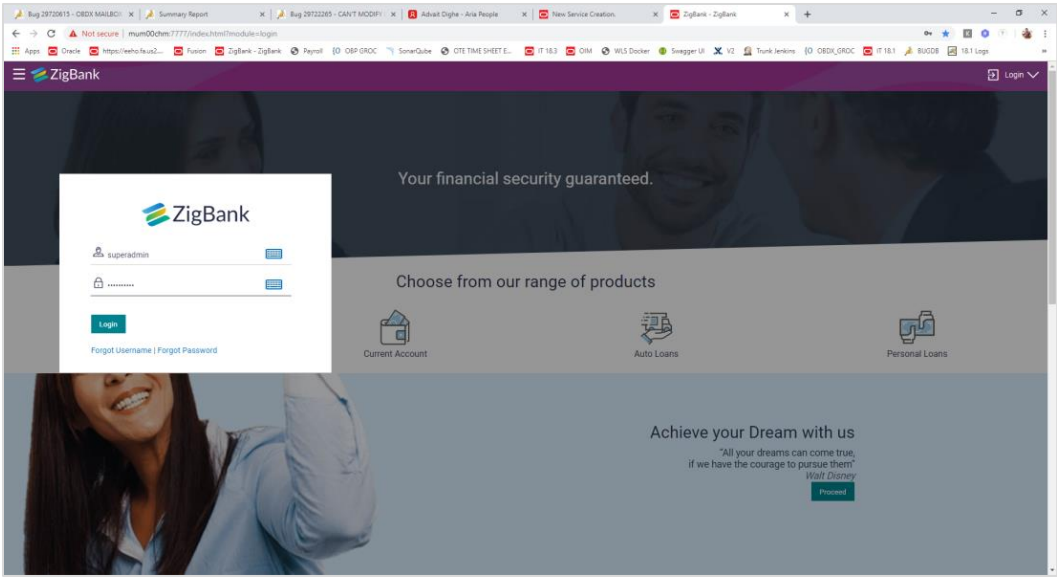 Bug 29720615 - OBDX MAILBO
Summary Report
Bug 29722265 - CAN'T MODIFY
Advait Dighe - Aria People
New Service Creation.
ZigBank - ZigBank
Not secure | mum00chm:7777/index.html?module=login
Apps
Oracle
https://eeho.fa.us2...
Fusion
ZigBank - ZigBank
Payroll
OBP GROC
SonarQube
OTE TIME SHEET E...
IT 18.3
OIM
WLS Docker
Swagger UI
V2
Trunk Jenkins
OBDX_GROC
IT 18.1
BUGDB
18.1 Logs
ZigBank
Login
Your financial security guaranteed.
ZigBank
superadmin
Login
Forgot Username | Forgot Password
Choose from our range of products
Current Account
Auto Loans
Personal Loans
Achieve your Dream with us
"All your dreams can come true,
if we have the courage to pursue them"
Walt Disney
Proceed